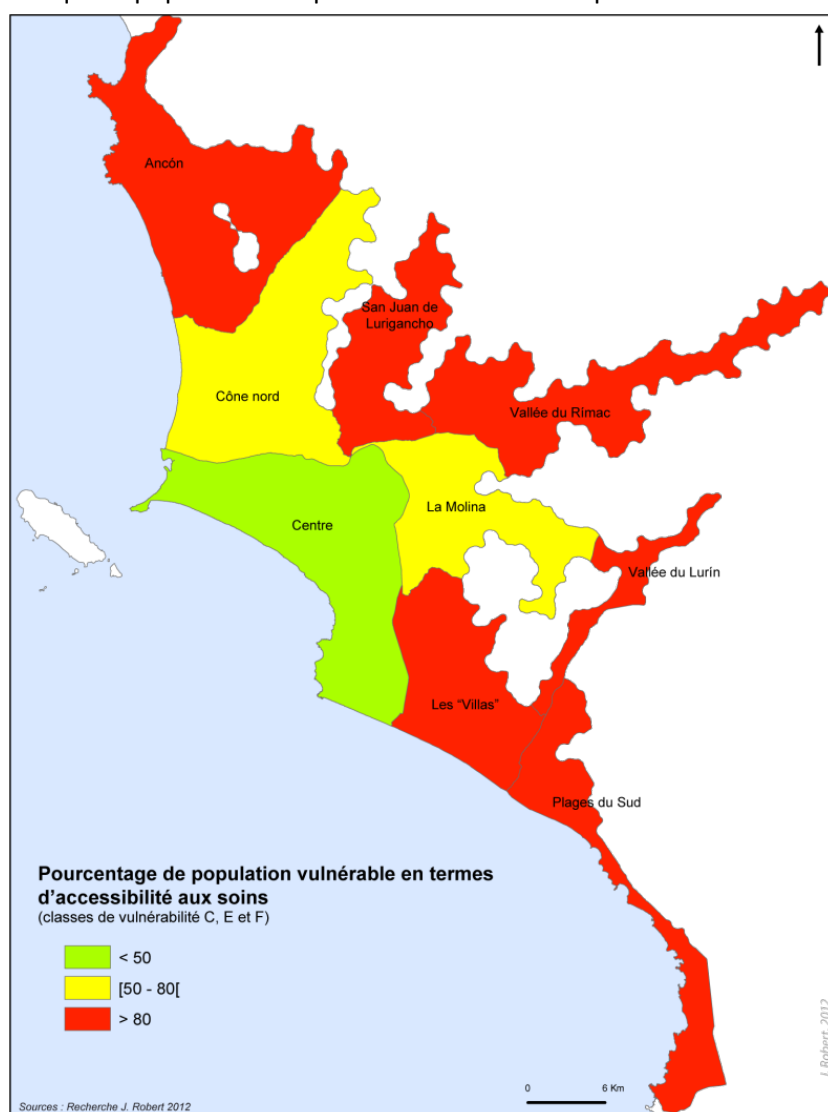 Ancón
San Juan de
Lurigancho
Cône nord
Vallée du Rímac
La Molina
Centre
Vallée du Lurín
Les "Villas"
Plages du Sud
Pourcentage de population vulnérable en termes
d'accessibilité aux soins
(classes de vulnérabilité C, E et F)
< 50
[50 - 80[
> 80
0 6 Km
J. Robert, 2012
Sources : Recherche J. Robert 2012